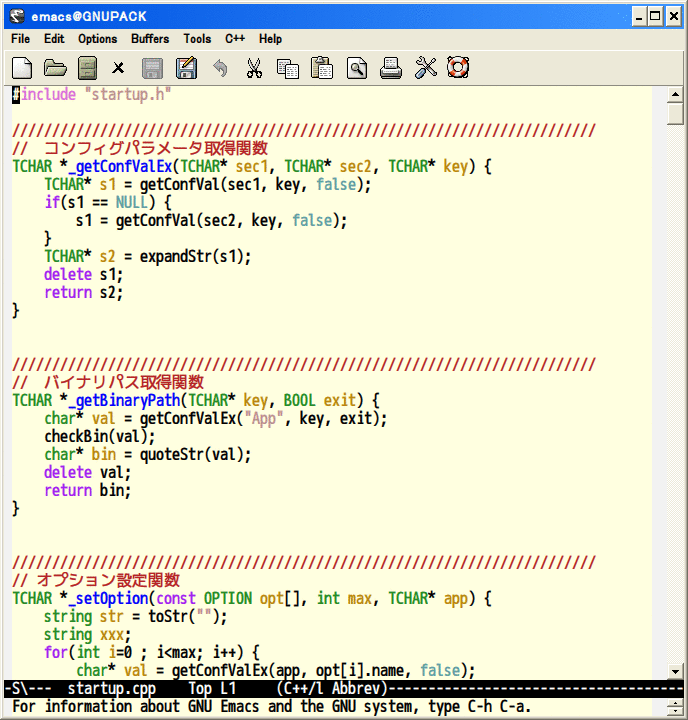 emacs@GNUPACK
File Edit Options Buffers Tools C++ Help
#include "startup.h"
/////////////////////////////////////////////////////////////////////////
//  コンフィグパラメータ取得関数
TCHAR *_getConfValEx(TCHAR* sec1, TCHAR* sec2, TCHAR* key) {
    TCHAR* s1 = getConfVal(sec1, key, false);
    if(s1 == NULL) {
        s1 = getConfVal(sec2, key, false);
    }
    TCHAR* s2 = expandStr(s1);
    delete s1;
    return s2;
}
/////////////////////////////////////////////////////////////////////////
//  バイナリパス取得関数
TCHAR *_getBinaryPath(TCHAR* key, BOOL exit) {
    char* val = getConfValEx("App", key, exit);
    checkBin(val);
    char* bin = quoteStr(val);
    delete val;
    return bin;
}
/////////////////////////////////////////////////////////////////////////
// オプション設定関数
TCHAR *_setOption(const OPTION opt[], int max, TCHAR* app) {
    string str = toStr("");
    string xxx;
    for(int i=0 ; i<max; i++) {
        char* val = getConfValEx(app, opt[i].name, false);
-S\---  startup.cpp    Top L1     (C++/l Abbrev)-------------------------------------
For information about GNU Emacs and the GNU system, type C-h C-a.